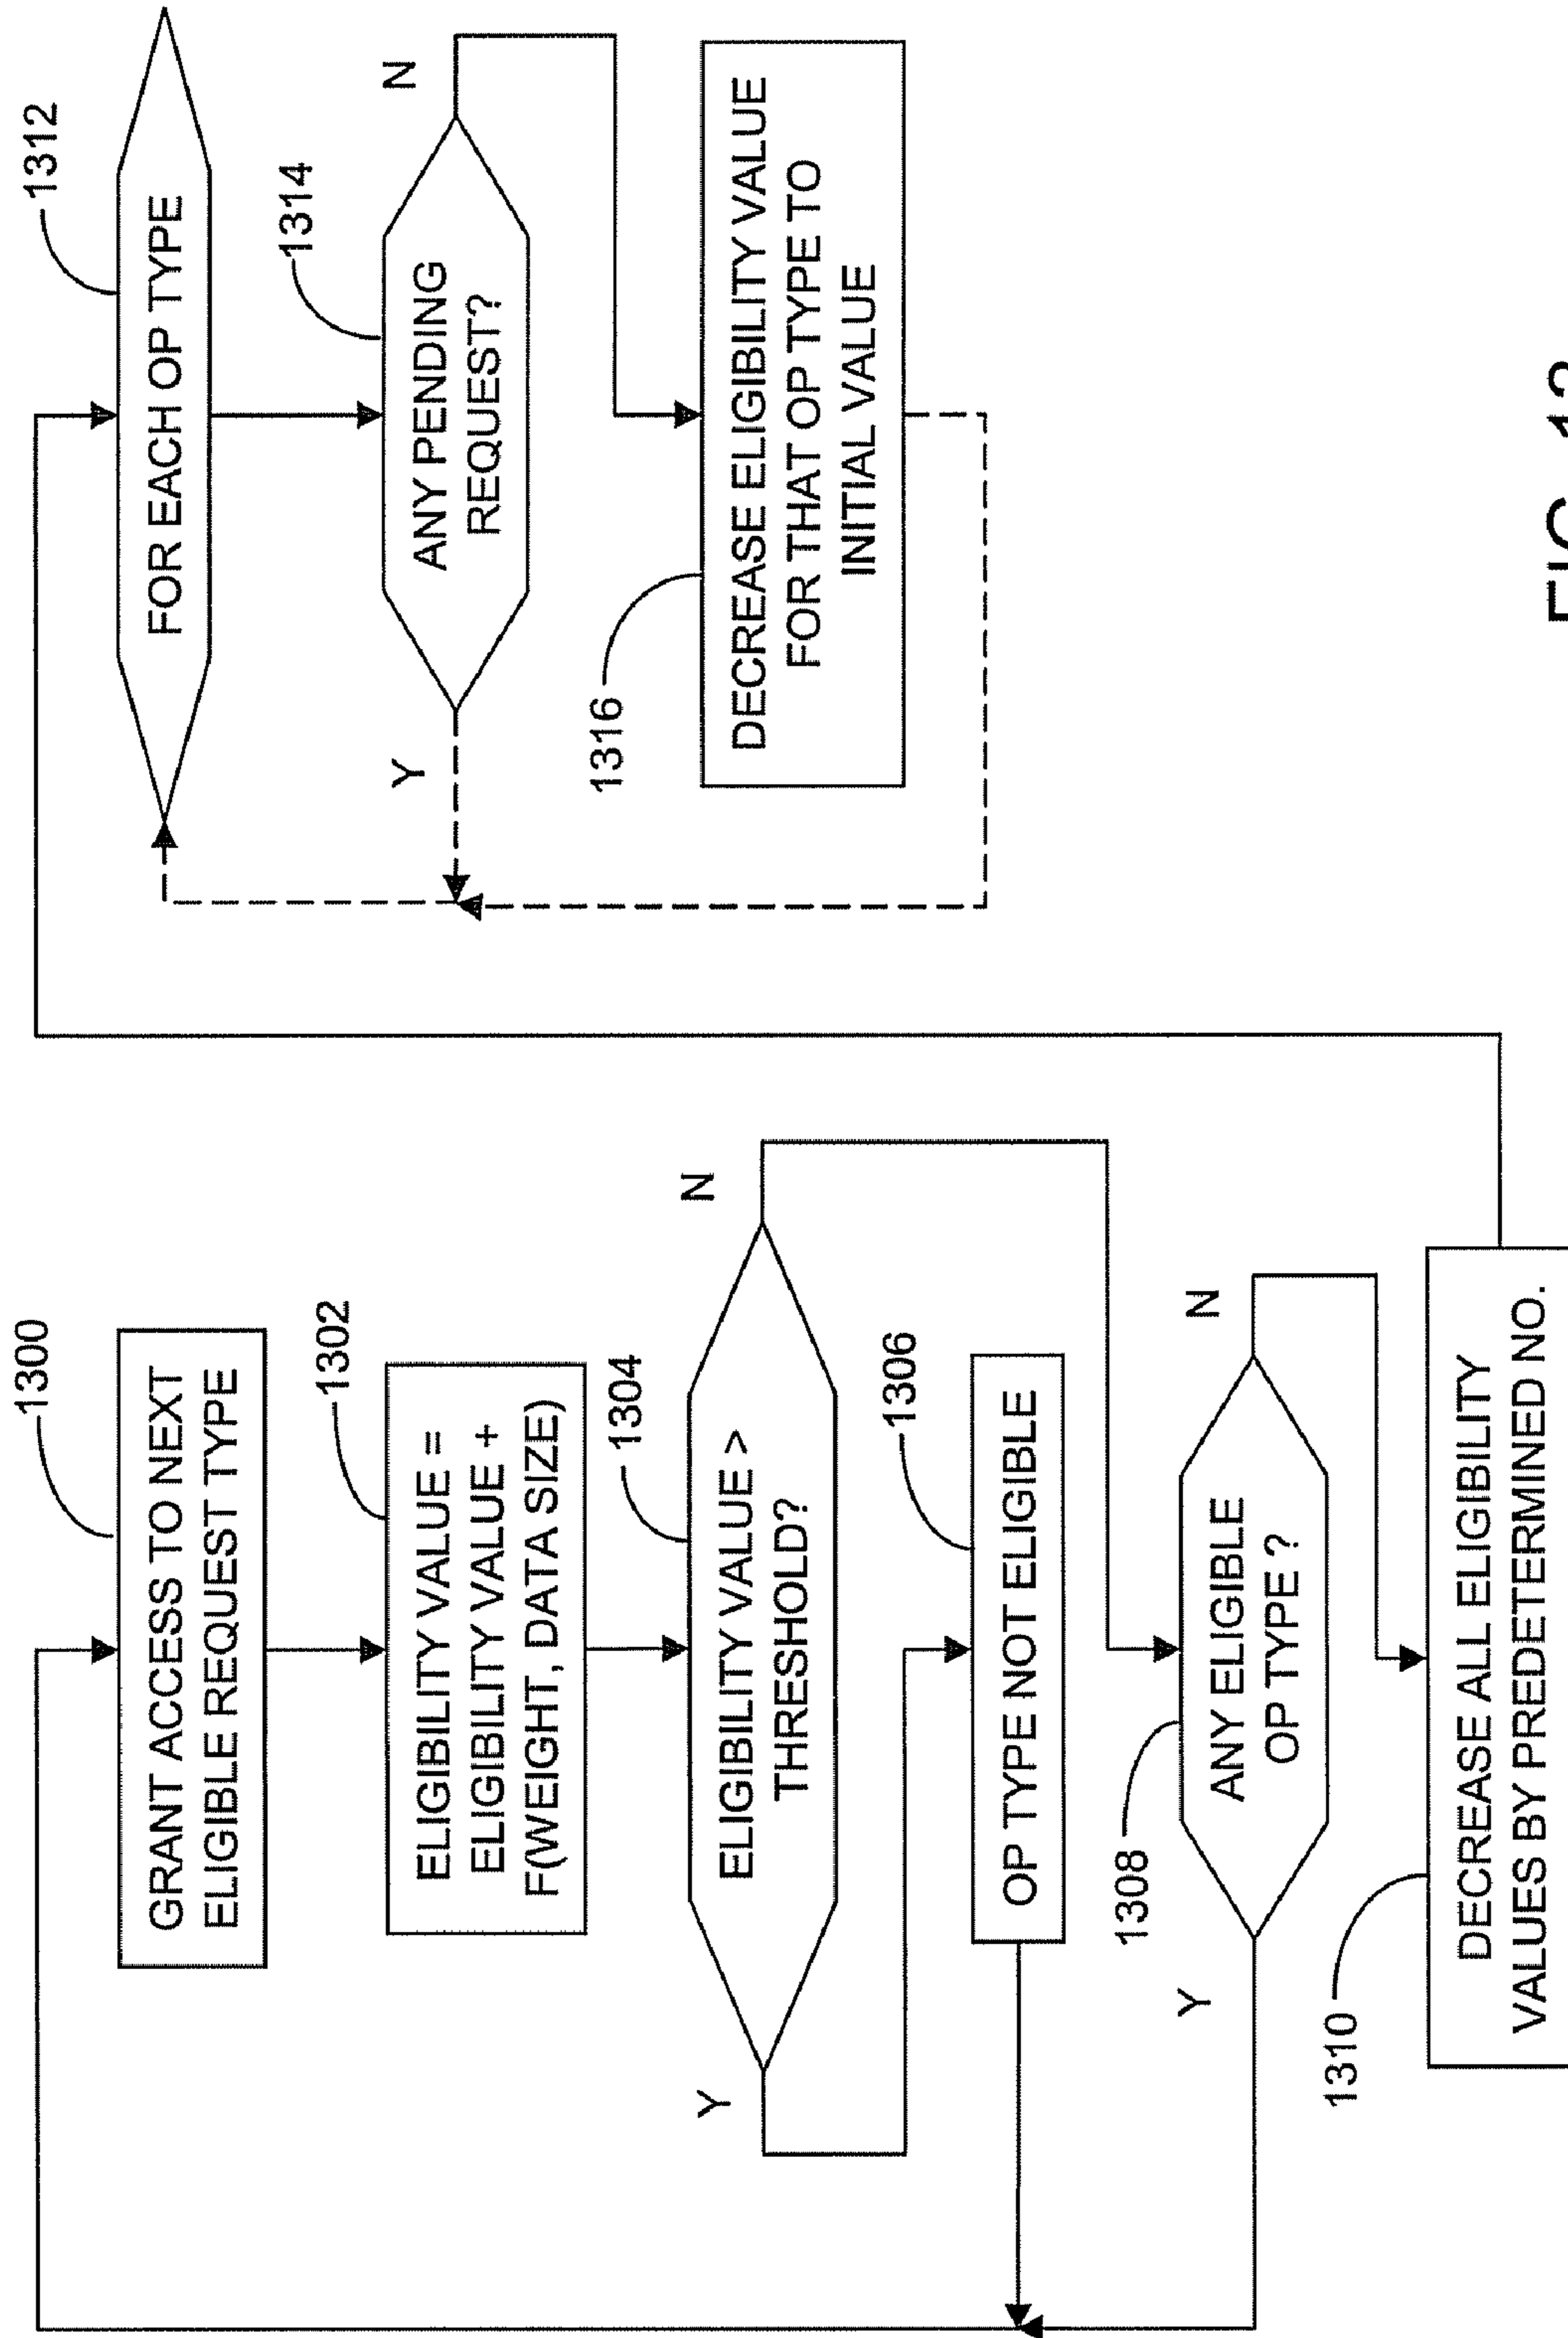 1300
GRANT ACCESS TO NEXT
ELIGIBLE REQUEST TYPE
1302
ELIGIBILITY VALUE =
ELIGIBILITY VALUE +
F(WEIGHT, DATA SIZE)
1304
ELIGIBILITY VALUE >
THRESHOLD?
Y
N
1306
OP TYPE NOT ELIGIBLE
1308
ANY ELIGIBLE
OP TYPE ?
Y
N
1310
DECREASE ALL ELIGIBILITY
VALUES BY PREDETERMINED NO.
1312
FOR EACH OP TYPE
1314
ANY PENDING
REQUEST?
Y
N
1316
DECREASE ELIGIBILITY VALUE
FOR THAT OP TYPE TO
INITIAL VALUE
FIG. 13